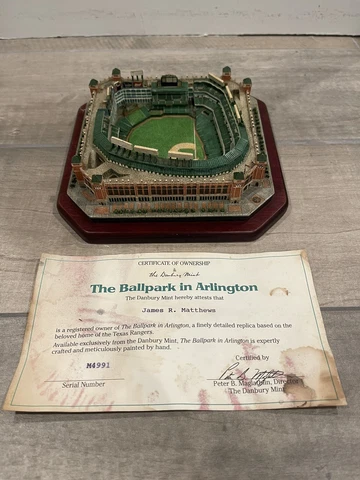 CERTIFICATE OF OWNERSHIP
The Danbury Mint
The Ballpark in Arlington
The Danbury Mint hereby attests that
James R. Matthews
is a registered owner of The Ballpark in Arlington, a finely detailed replica based on the
beloved home of the Texas Rangers.
Available exclusively from the Danbury Mint, The Ballpark in Arlington is expertly
crafted and meticulously painted by hand.
Certified by
M4991
Serial Number
Peter B. Maglathlin, Director
The Danbury Mint